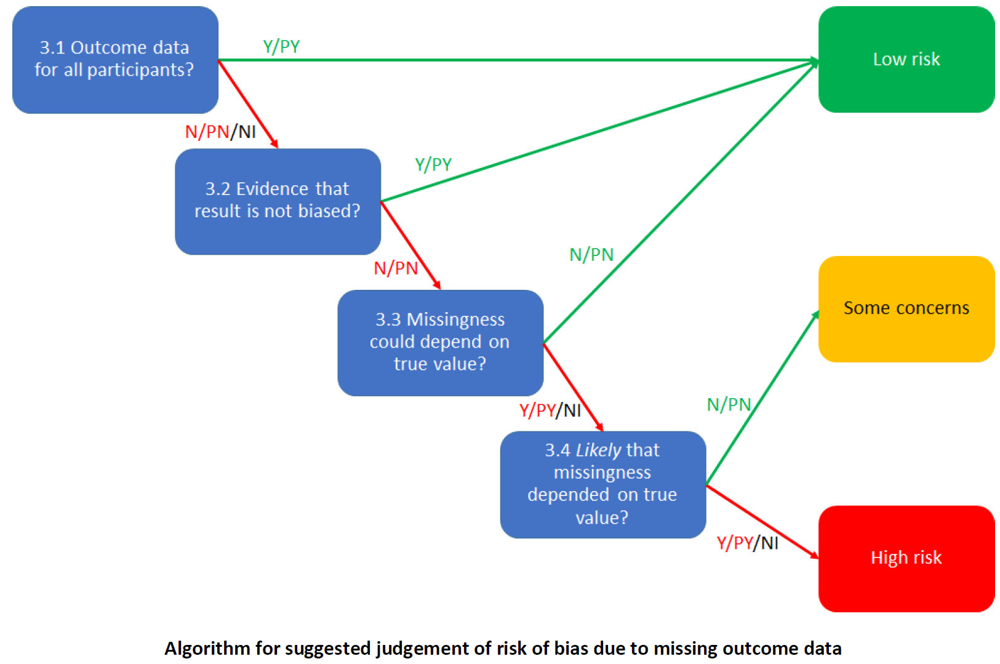 3.1 Outcome data
for all participants?
Y/PY
Low risk
N/PN/NI
3.2 Evidence that
result is not biased?
Y/PY
N/PN
3.3 Missingness
could depend on
true value?
N/PN
Some concerns
Y/PY/NI
3.4 Likely that
missingness
depended on true
value?
N/PN
Y/PY/NI
High risk
Algorithm for suggested judgement of risk of bias due to missing outcome data